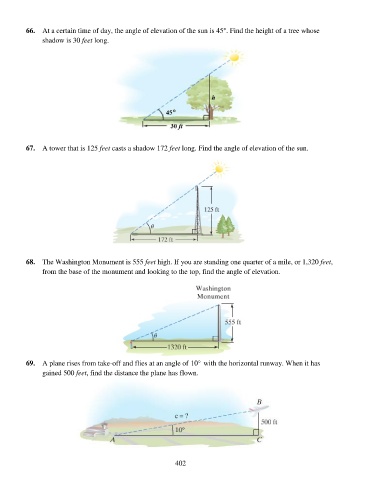 66. At a certain time of day, the angle of elevation of the sun is 45°. Find the height of a tree whose
shadow is 30 feet long.
h
45°
30 ft
67. A tower that is 125 feet casts a shadow 172 feet long. Find the angle of elevation of the sun.
125 ft
θ
172 ft
68. The Washington Monument is 555 feet high. If you are standing one quarter of a mile, or 1,320 feet,
from the base of the monument and looking to the top, find the angle of elevation.
Washington
Monument
555 ft
θ
1320 ft
69. A plane rises from take-off and flies at an angle of 10° with the horizontal runway. When it has
gained 500 feet, find the distance the plane has flown.
B
c = ?
500 ft
10°
A
C
402